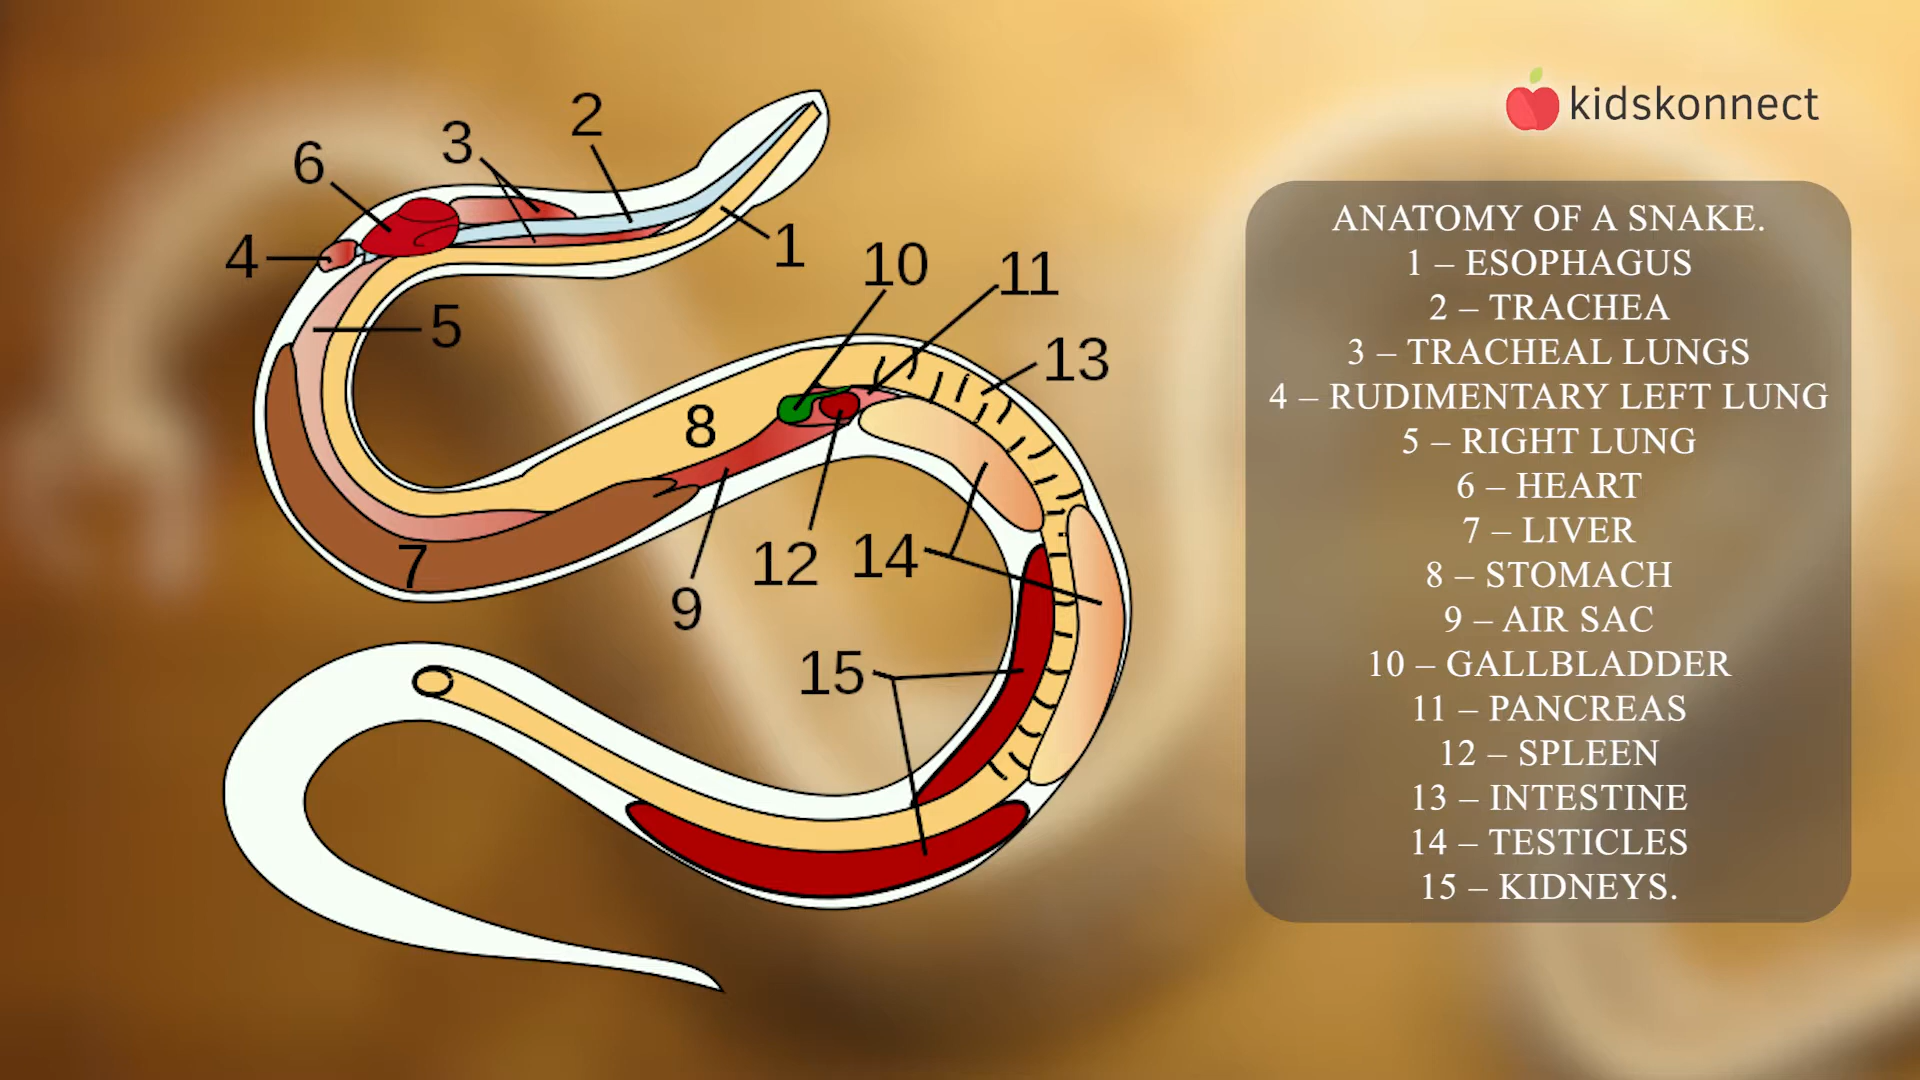 kidskonnect
ANATOMY OF A SNAKE.
1 – ESOPHAGUS
2 – TRACHEA
3 – TRACHEAL LUNGS
4 – RUDIMENTARY LEFT LUNG
5 – RIGHT LUNG
6 – HEART
7 – LIVER
8 – STOMACH
9 – AIR SAC
10 – GALLBLADDER
11 – PANCREAS
12 – SPLEEN
13 – INTESTINE
14 – TESTICLES
15 – KIDNEYS.
2
3
6
1
4
10
11
5
13
8
12
14
7
9
15